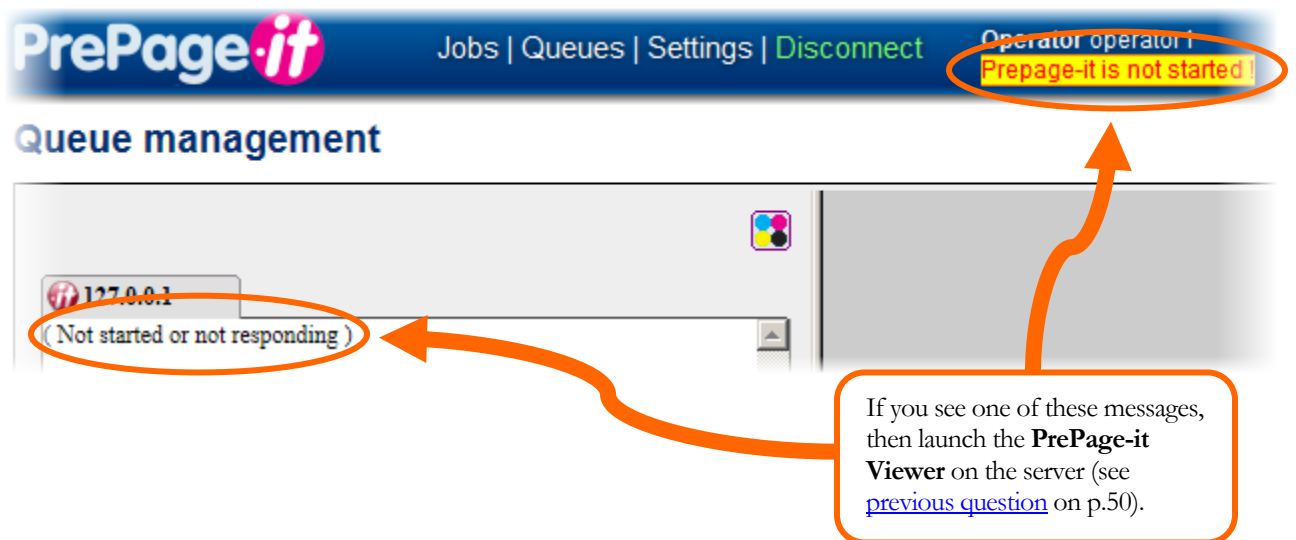 PrePage-it
Jobs | Queues | Settings | Disconnect
Operator operator1
Prepage-it is not started !
Queue management
127.0.0.1
( Not started or not responding )
If you see one of these messages,
then launch the PrePage-it
Viewer on the server (see
previous question on p.50).